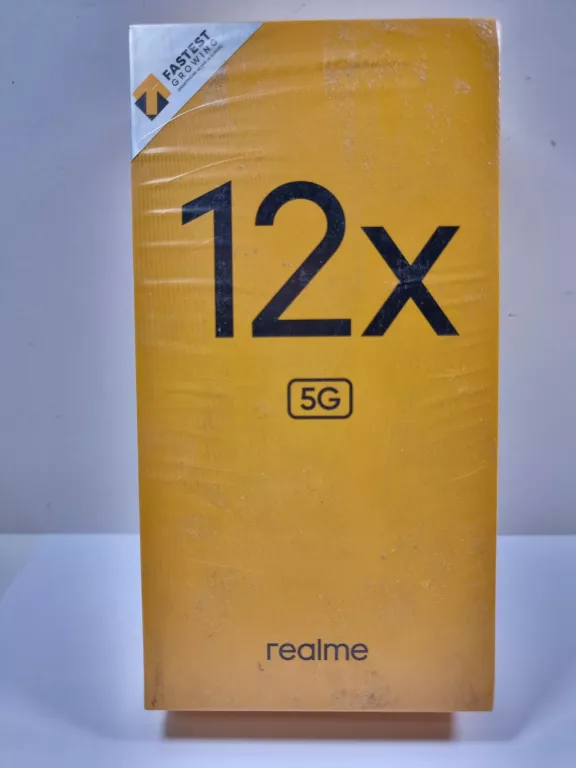 FASTEST
GROWING
12x
5G
realme